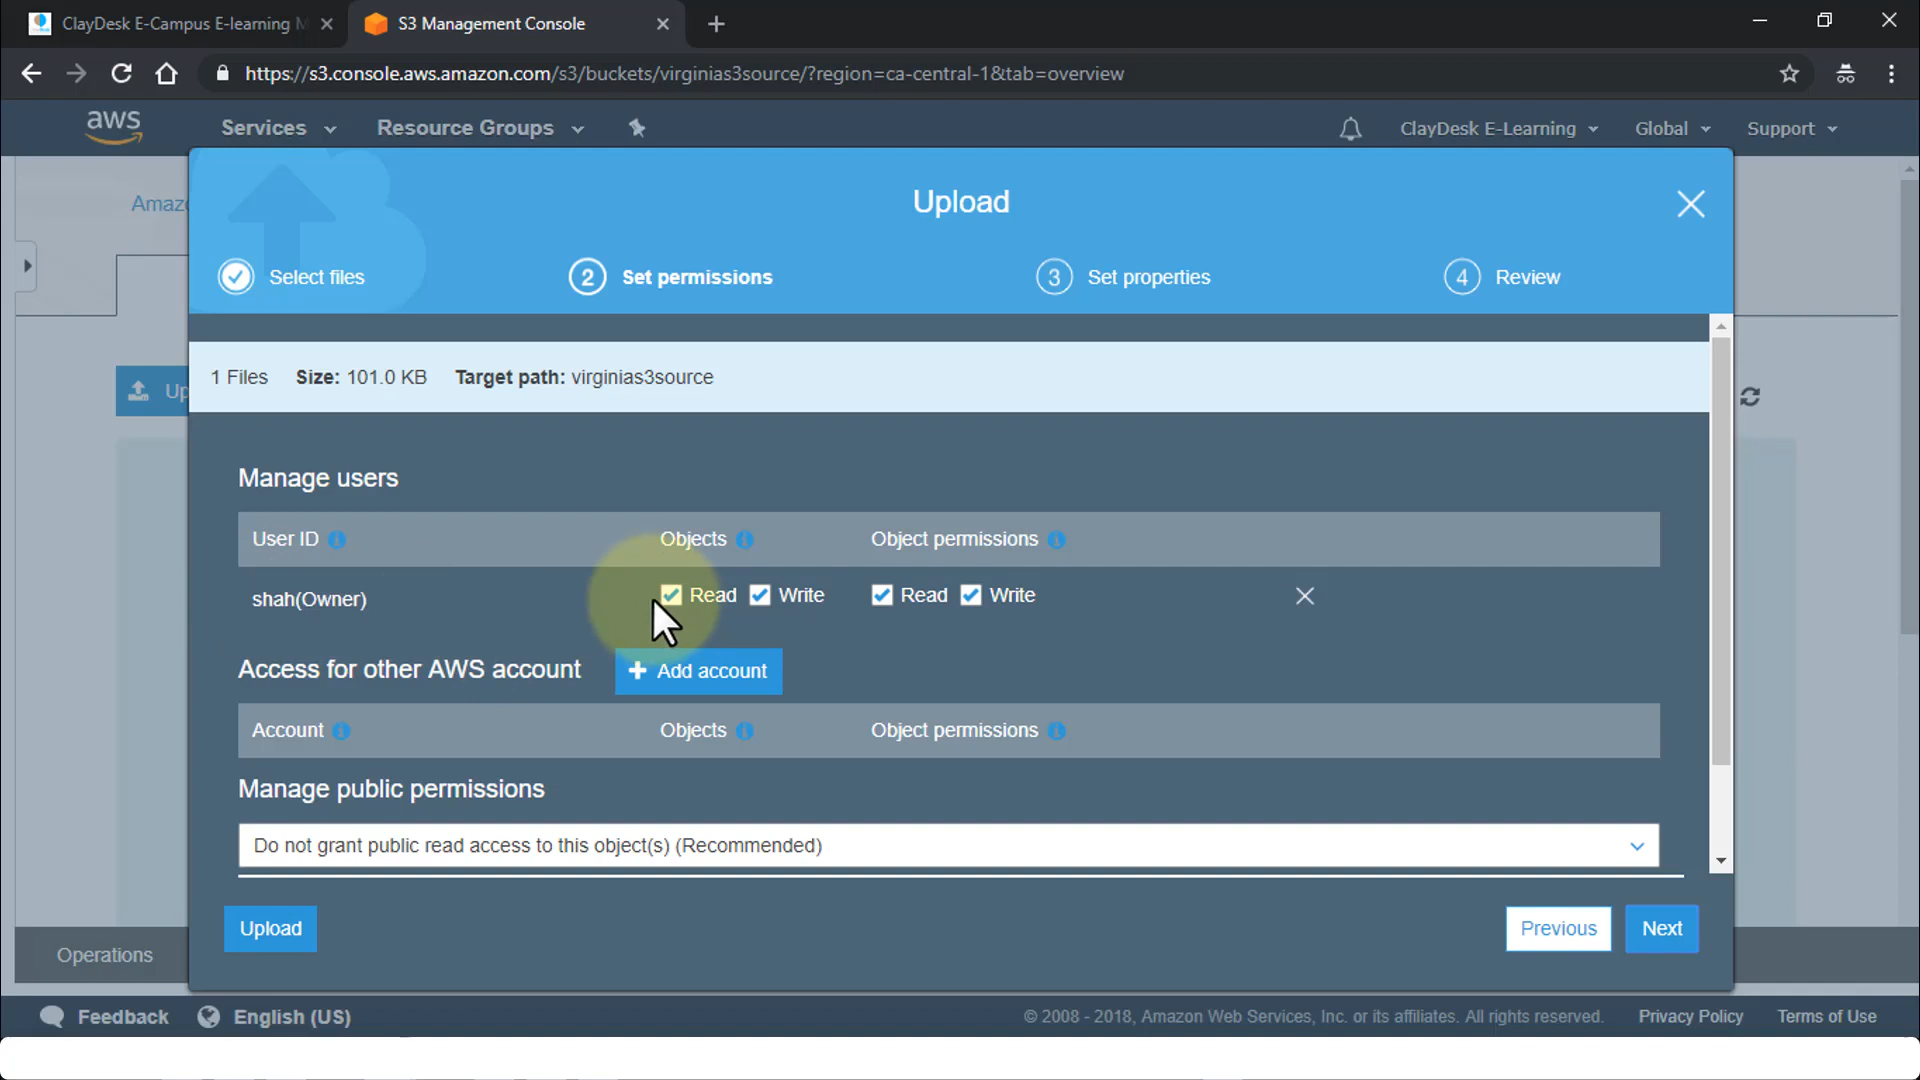 ClayDesk E-Campus E-learning M
S3 Management Console
https://s3.console.aws.amazon.com/s3/buckets/virginias3source/?region=ca-central-1&tab=overview
aws Services Resource Groups ClayDesk E-Learning Global Support
Amaz
Upload
Select files 2 Set permissions 3 Set properties 4 Review
1 Files Size: 101.0 KB Target path: virginias3source
Up
Manage users
User ID Objects Object permissions
shah(Owner) Read Write Read Write
Access for other AWS account + Add account
Account Objects Object permissions
Manage public permissions
Do not grant public read access to this object(s) (Recommended)
Upload Previous Next
Operations
Feedback English (US) © 2008 - 2018, Amazon Web Services, Inc. or its affiliates. All rights reserved. Privacy Policy Terms of Use